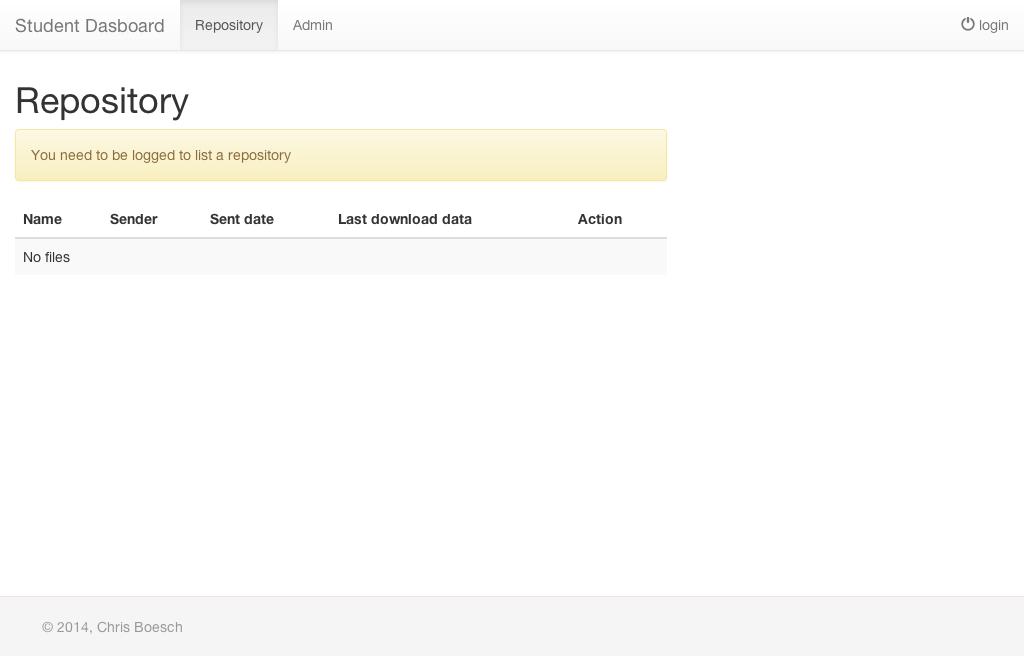 Student Dasboard Repository Admin login
Repository
You need to be logged to list a repository
Name Sender Sent date Last download data Action
No files
© 2014, Chris Boesch